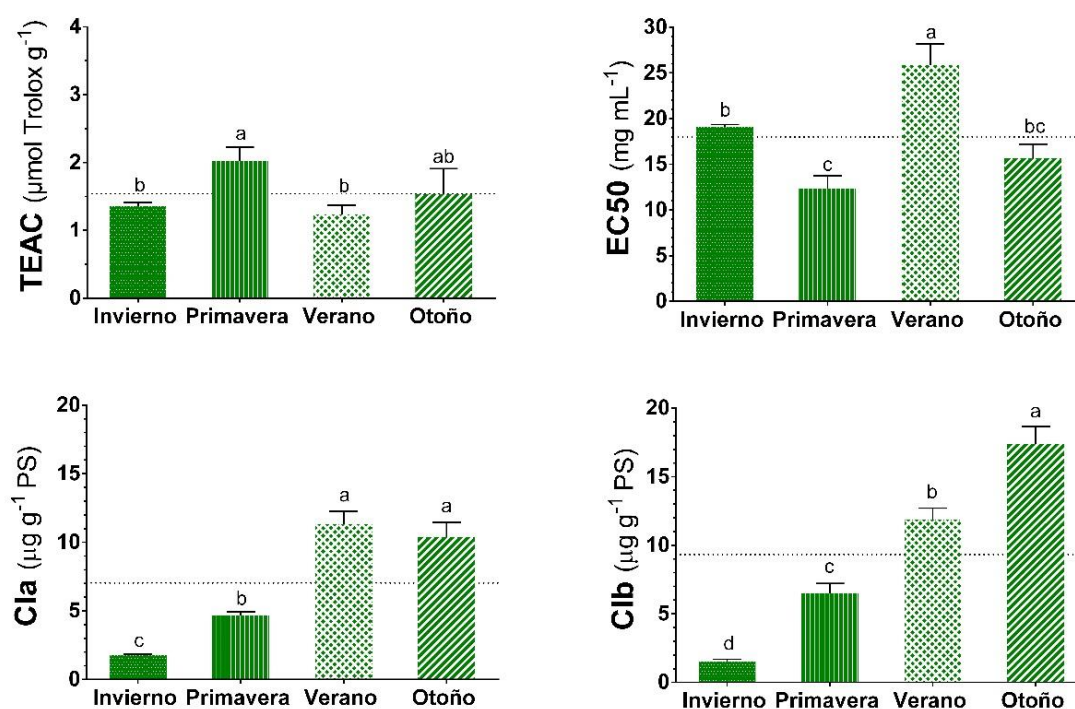 TEAC (µmol Trolox g⁻¹)
4
3
2
1
0
b
a
b
ab
Invierno Primavera Verano Otoño
EC50 (mg mL⁻¹)
30
25
20
15
10
5
0
b
c
a
bc
Invierno Primavera Verano Otoño
Cla (µg g⁻¹ PS)
20
15
10
5
0
c
b
a
a
Invierno Primavera Verano Otoño
Clb (µg g⁻¹ PS)
20
15
10
5
0
d
c
b
a
Invierno Primavera Verano Otoño